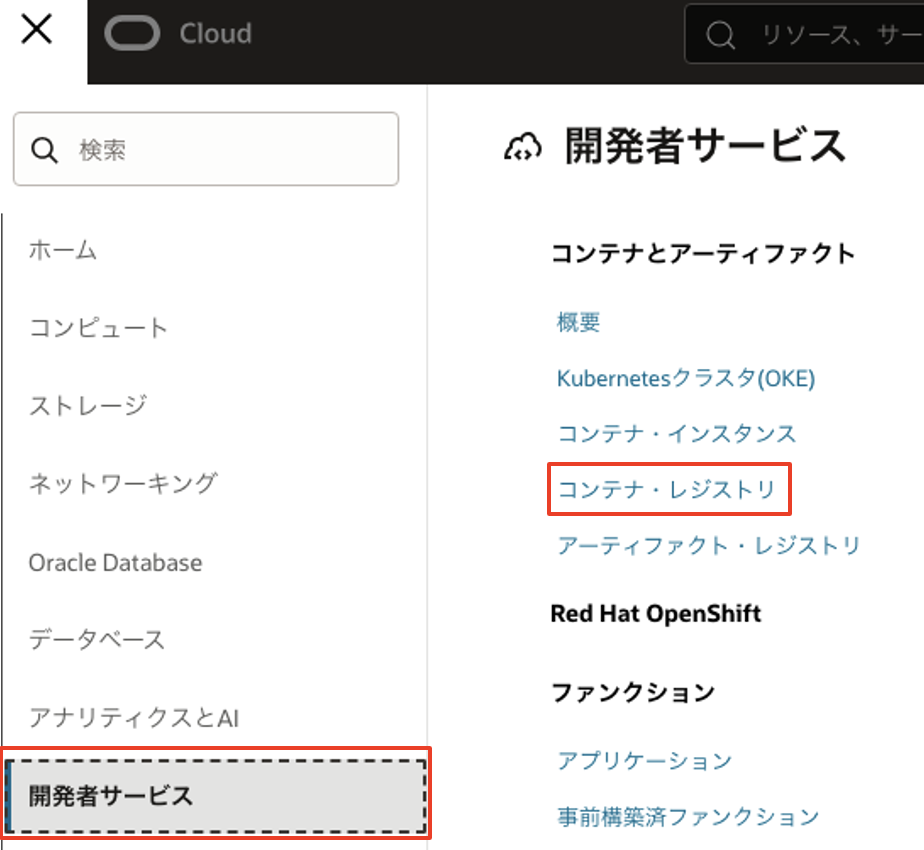 Cloud
リソース、サー
検索
ホーム
コンピュート
ストレージ
ネットワーキング
Oracle Database
データベース
アナリティクスとAI
開発者サービス
開発者サービス
コンテナとアーティファクト
概要
Kubernetesクラスタ(OKE)
コンテナ・インスタンス
コンテナ・レジストリ
アーティファクト・レジストリ
Red Hat OpenShift
ファンクション
アプリケーション
事前構築済ファンクション